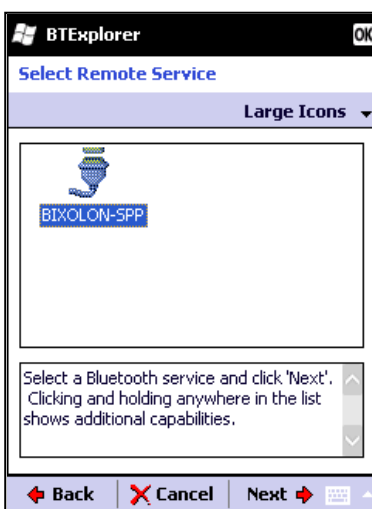 BTExplorer OK
Select Remote Service
Large Icons
BIXOLON-SPP
Select a Bluetooth service and click 'Next'.
Clicking and holding anywhere in the list
shows additional capabilities.
Back Cancel Next